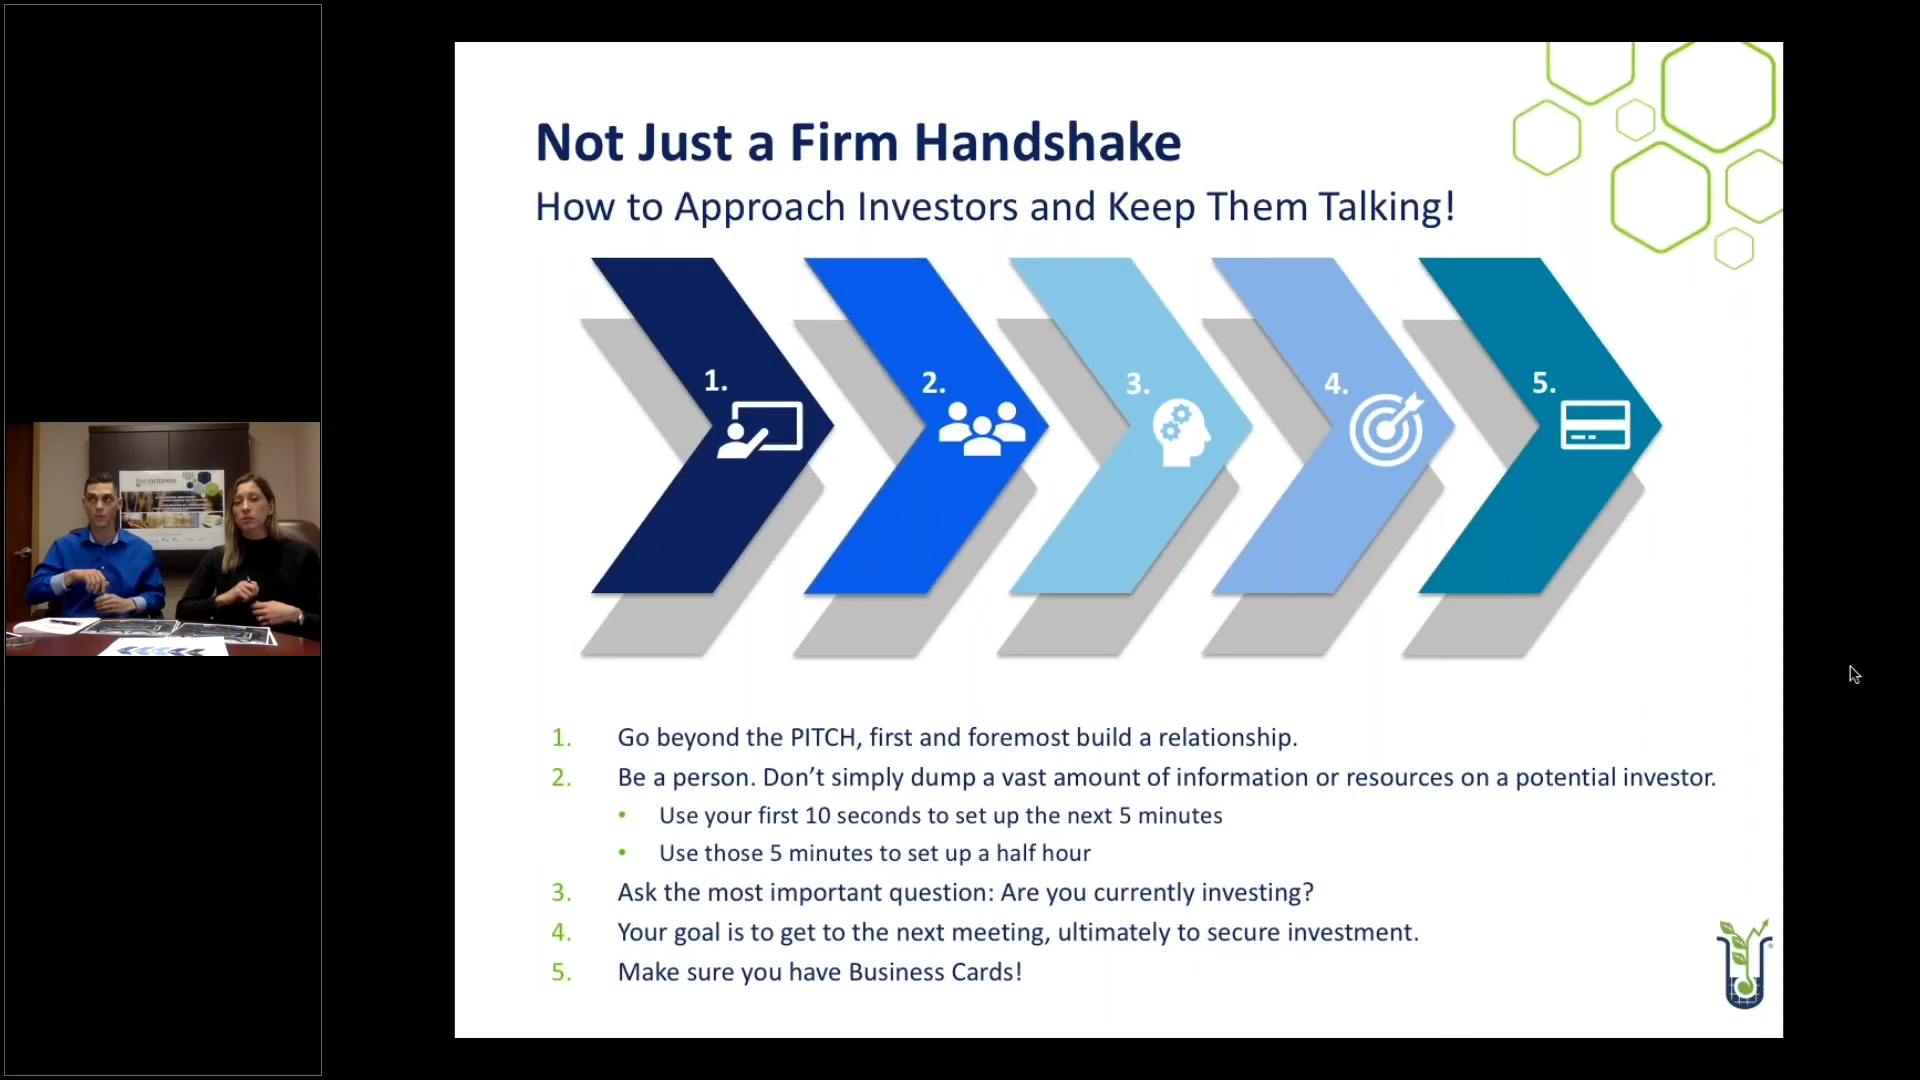 Not Just a Firm Handshake
How to Approach Investors and Keep Them Talking!
1.
2.
3.
4.
5.
1. Go beyond the PITCH, first and foremost build a relationship.
2. Be a person. Don’t simply dump a vast amount of information or resources on a potential investor.
• Use your first 10 seconds to set up the next 5 minutes
• Use those 5 minutes to set up a half hour
3. Ask the most important question: Are you currently investing?
4. Your goal is to get to the next meeting, ultimately to secure investment.
5. Make sure you have Business Cards!